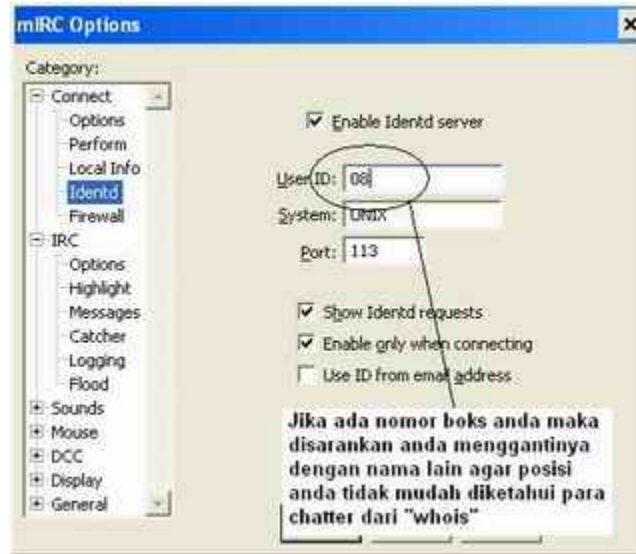 mIRC Options
Category:
Connect
Options
Perform
Local Info
Identd
Firewall
IRC
Options
Highlight
Messages
Catcher
Logging
Flood
Sounds
Mouse
DCC
Display
General
Enable Identd server
User ID: 08
System: UNIX
Port: 113
Show Identd requests
Enable only when connecting
Use ID from email address
Jika ada nomor boks anda maka
disarankan anda menggantinya
dengan nama lain agar posisi
anda tidak mudah diketahui para
chatter dari "whois"